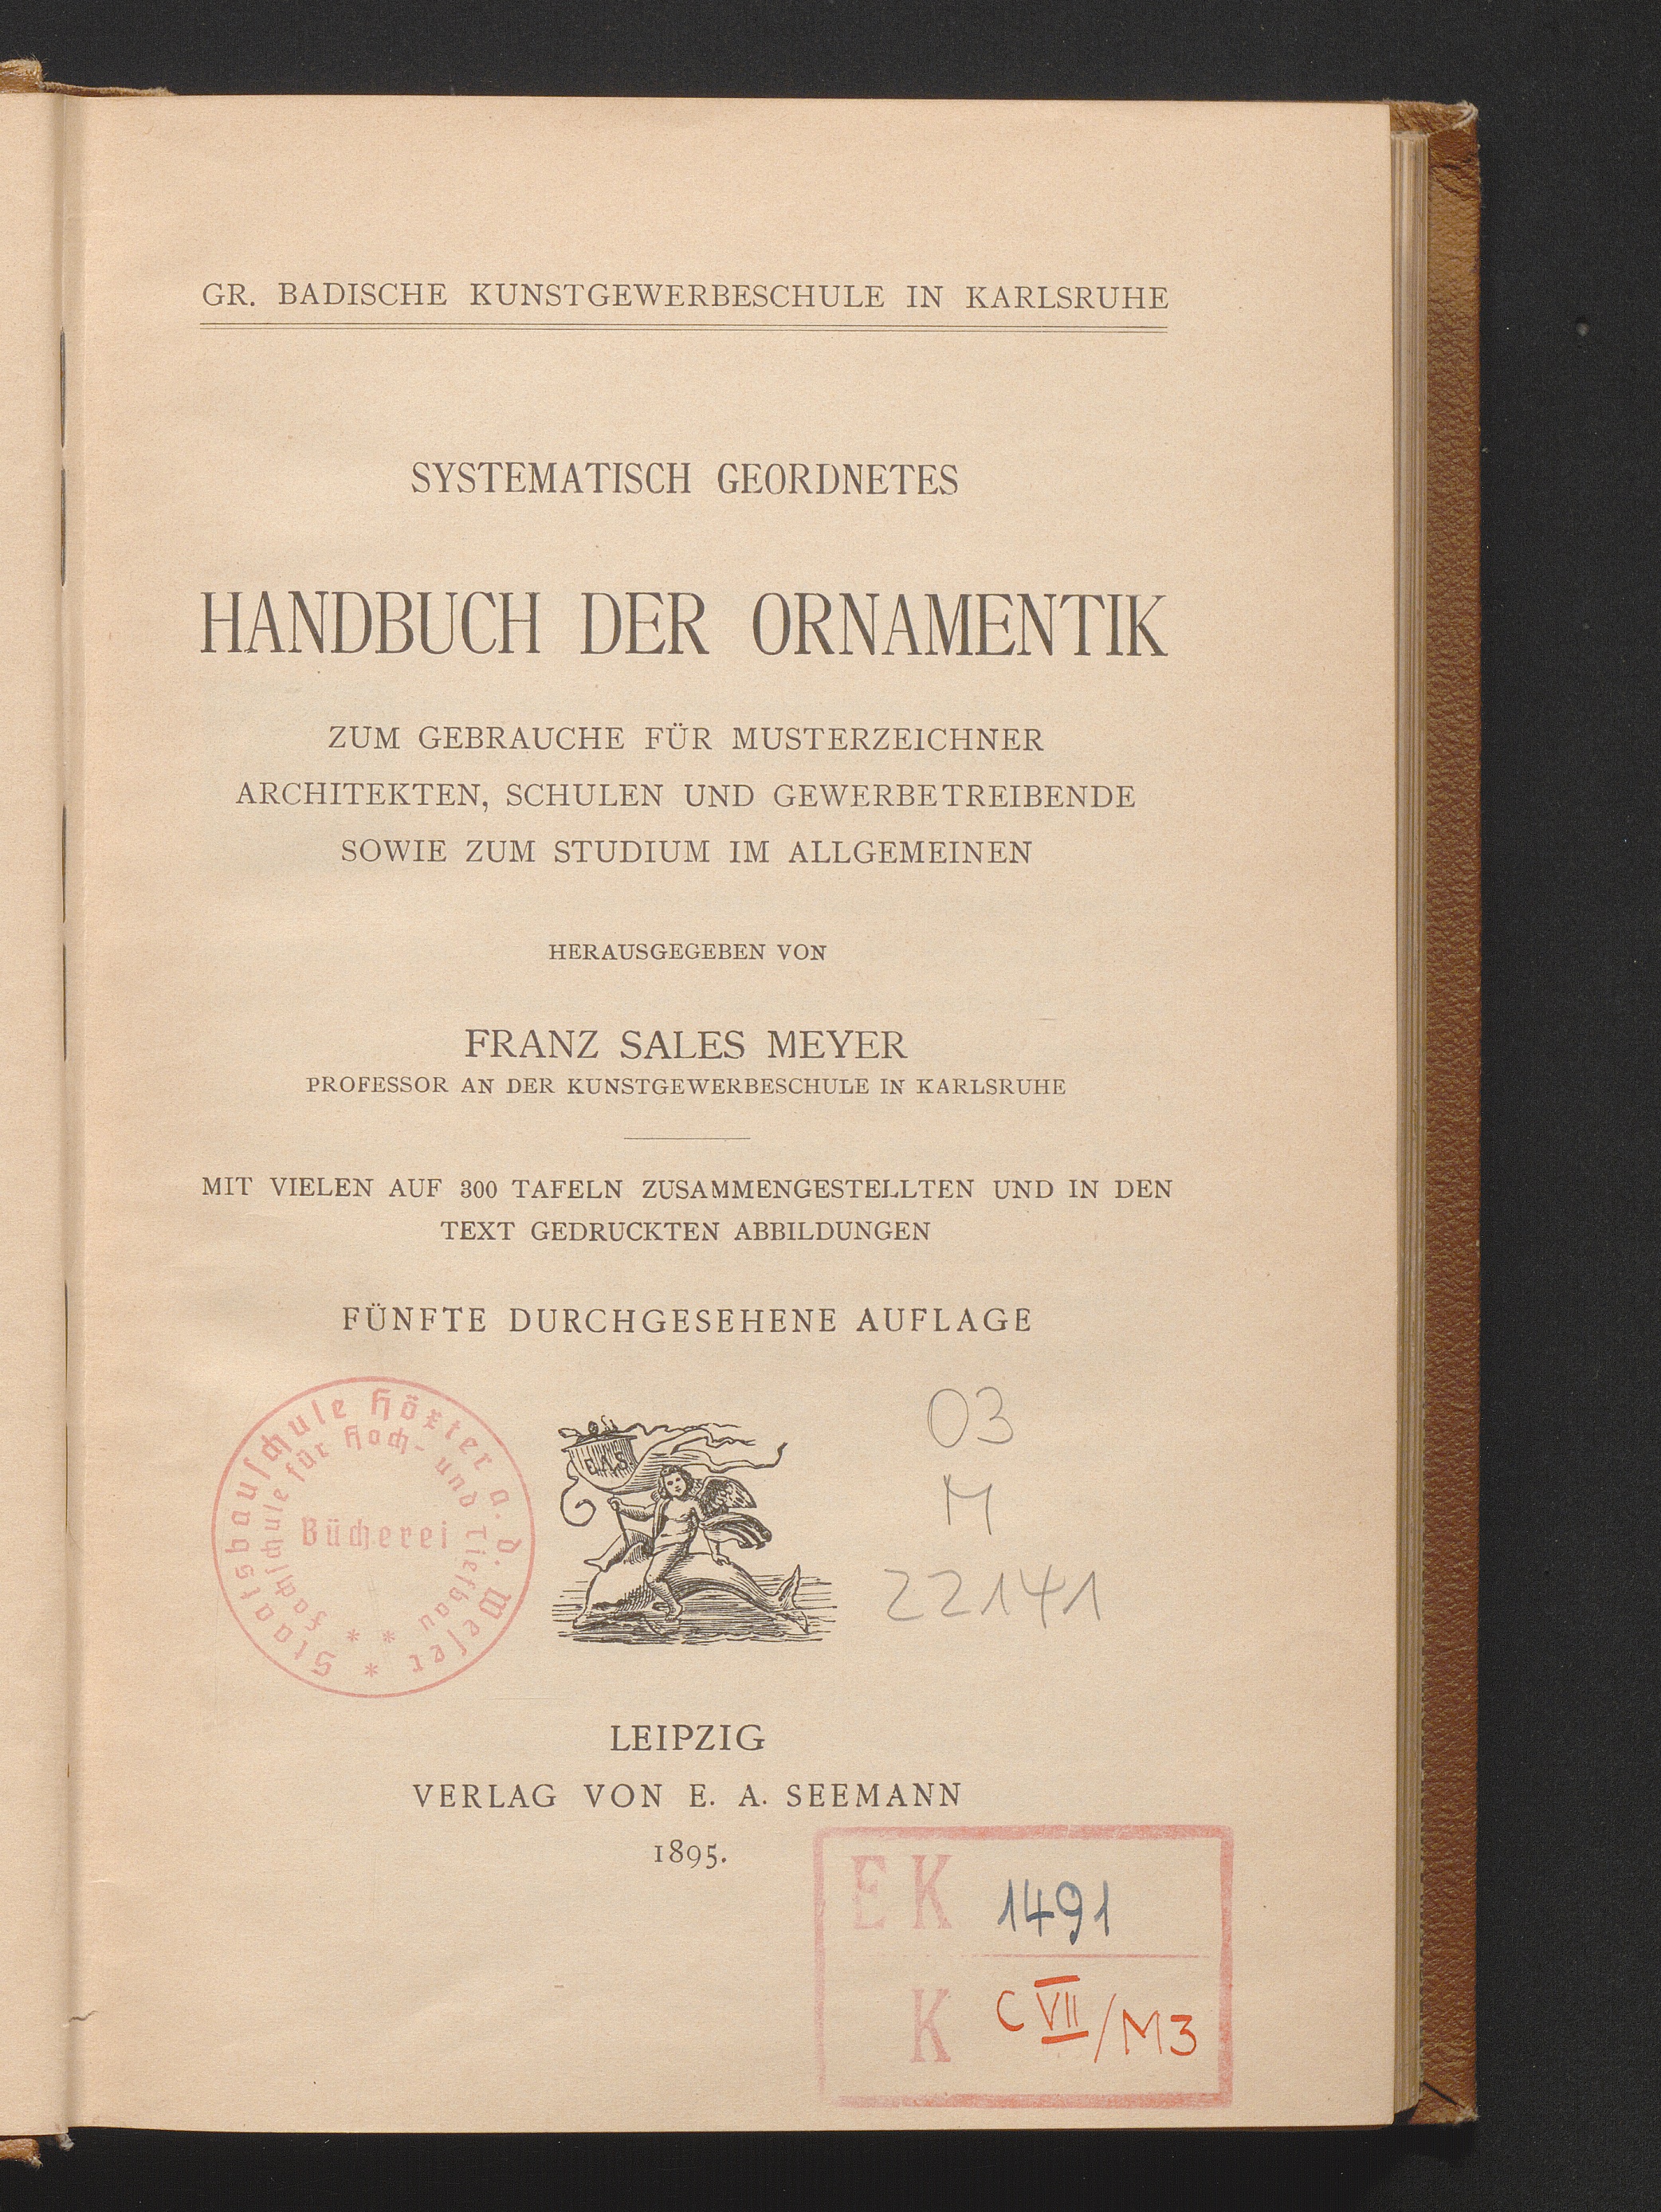 GR. BADISCHE KUNSTGEWERBESCHULE IN KARLSRUHE
SYSTEMATISCH GEORDNETES
HANDBUCH DER ORNAMENTIK
ZUM GEBRAUCHE FÜR MUSTERZEICHNER
ARCHITEKTEN, SCHULEN UND GEWERBETREIBENDE
SOWIE ZUM STUDIUM IM ALLGEMEINEN
HERAUSGEGEBEN VON
FRANZ SALES MEYER
PROFESSOR AN DER KUNSTGEWERBESCHULE IN KARLSRUHE
MIT VIELEN AUF 300 TAFELN ZUSAMMENGESTELLTEN UND IN DEN
TEXT GEDRUCKTEN ABBILDUNGEN
FÜNFTE DURCHGESEHENE AUFLAGE
Staatsbauschule Höxter a. d. Weser
Fachschule für Hoch- und Tiefbau
Bücherei
E.A.S.
03
M
22141
LEIPZIG
VERLAG VON E. A. SEEMANN
1895.
EK 1491
K C VII/M3